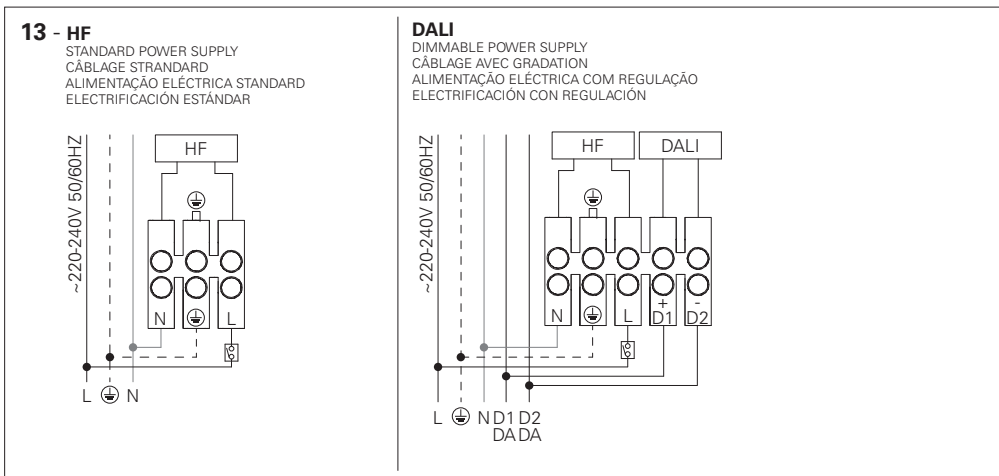 13 - HF
STANDARD POWER SUPPLY
CÂBLAGE STRANDARD
ALIMENTAÇÃO ELÉCTRICA STANDARD
ELECTRIFICACIÓN ESTÁNDAR
~220-240V 50/60HZ
HF
N
L
L
N
DALI
DIMMABLE POWER SUPPLY
CÂBLAGE AVEC GRADATION
ALIMENTAÇÃO ELÉCTRICA COM REGULAÇÃO
ELECTRIFICACIÓN CON REGULACIÓN
~220-240V 50/60HZ
HF
DALI
+ -
N L D1 D2
L N D1 D2
DA DA